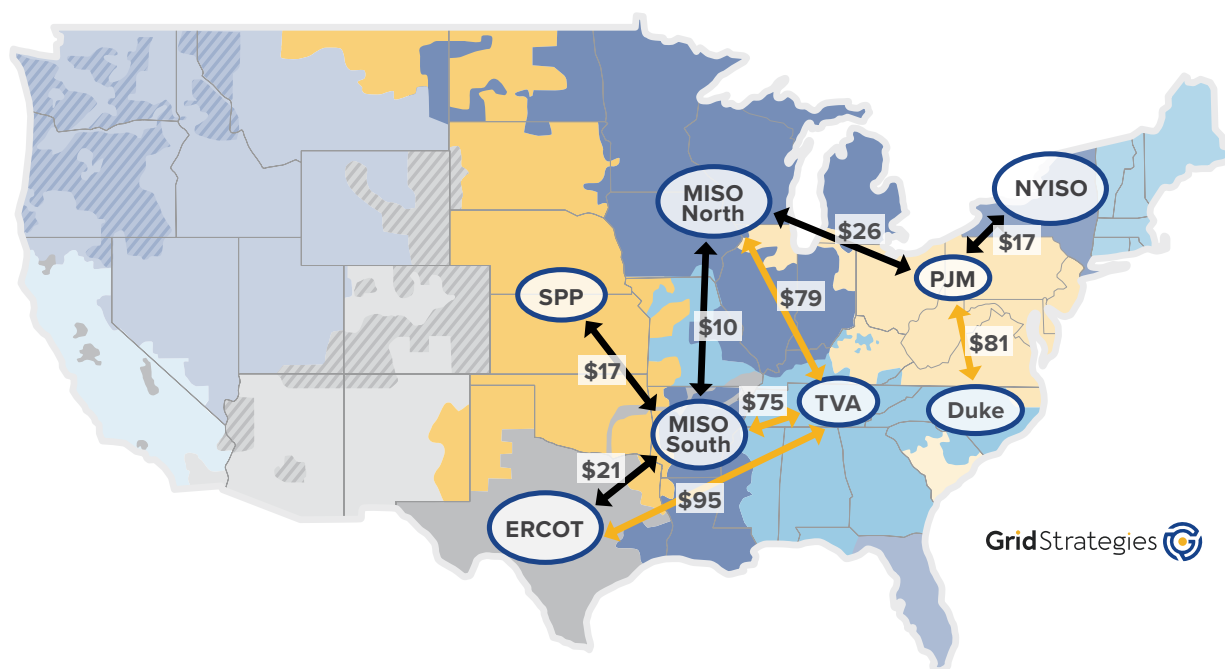 MISO
North
NYISO
$26
$17
PJM
SPP
$79
$10
$81
$17
$75
TVA
Duke
MISO
South
$21
$95
ERCOT
GridStrategies